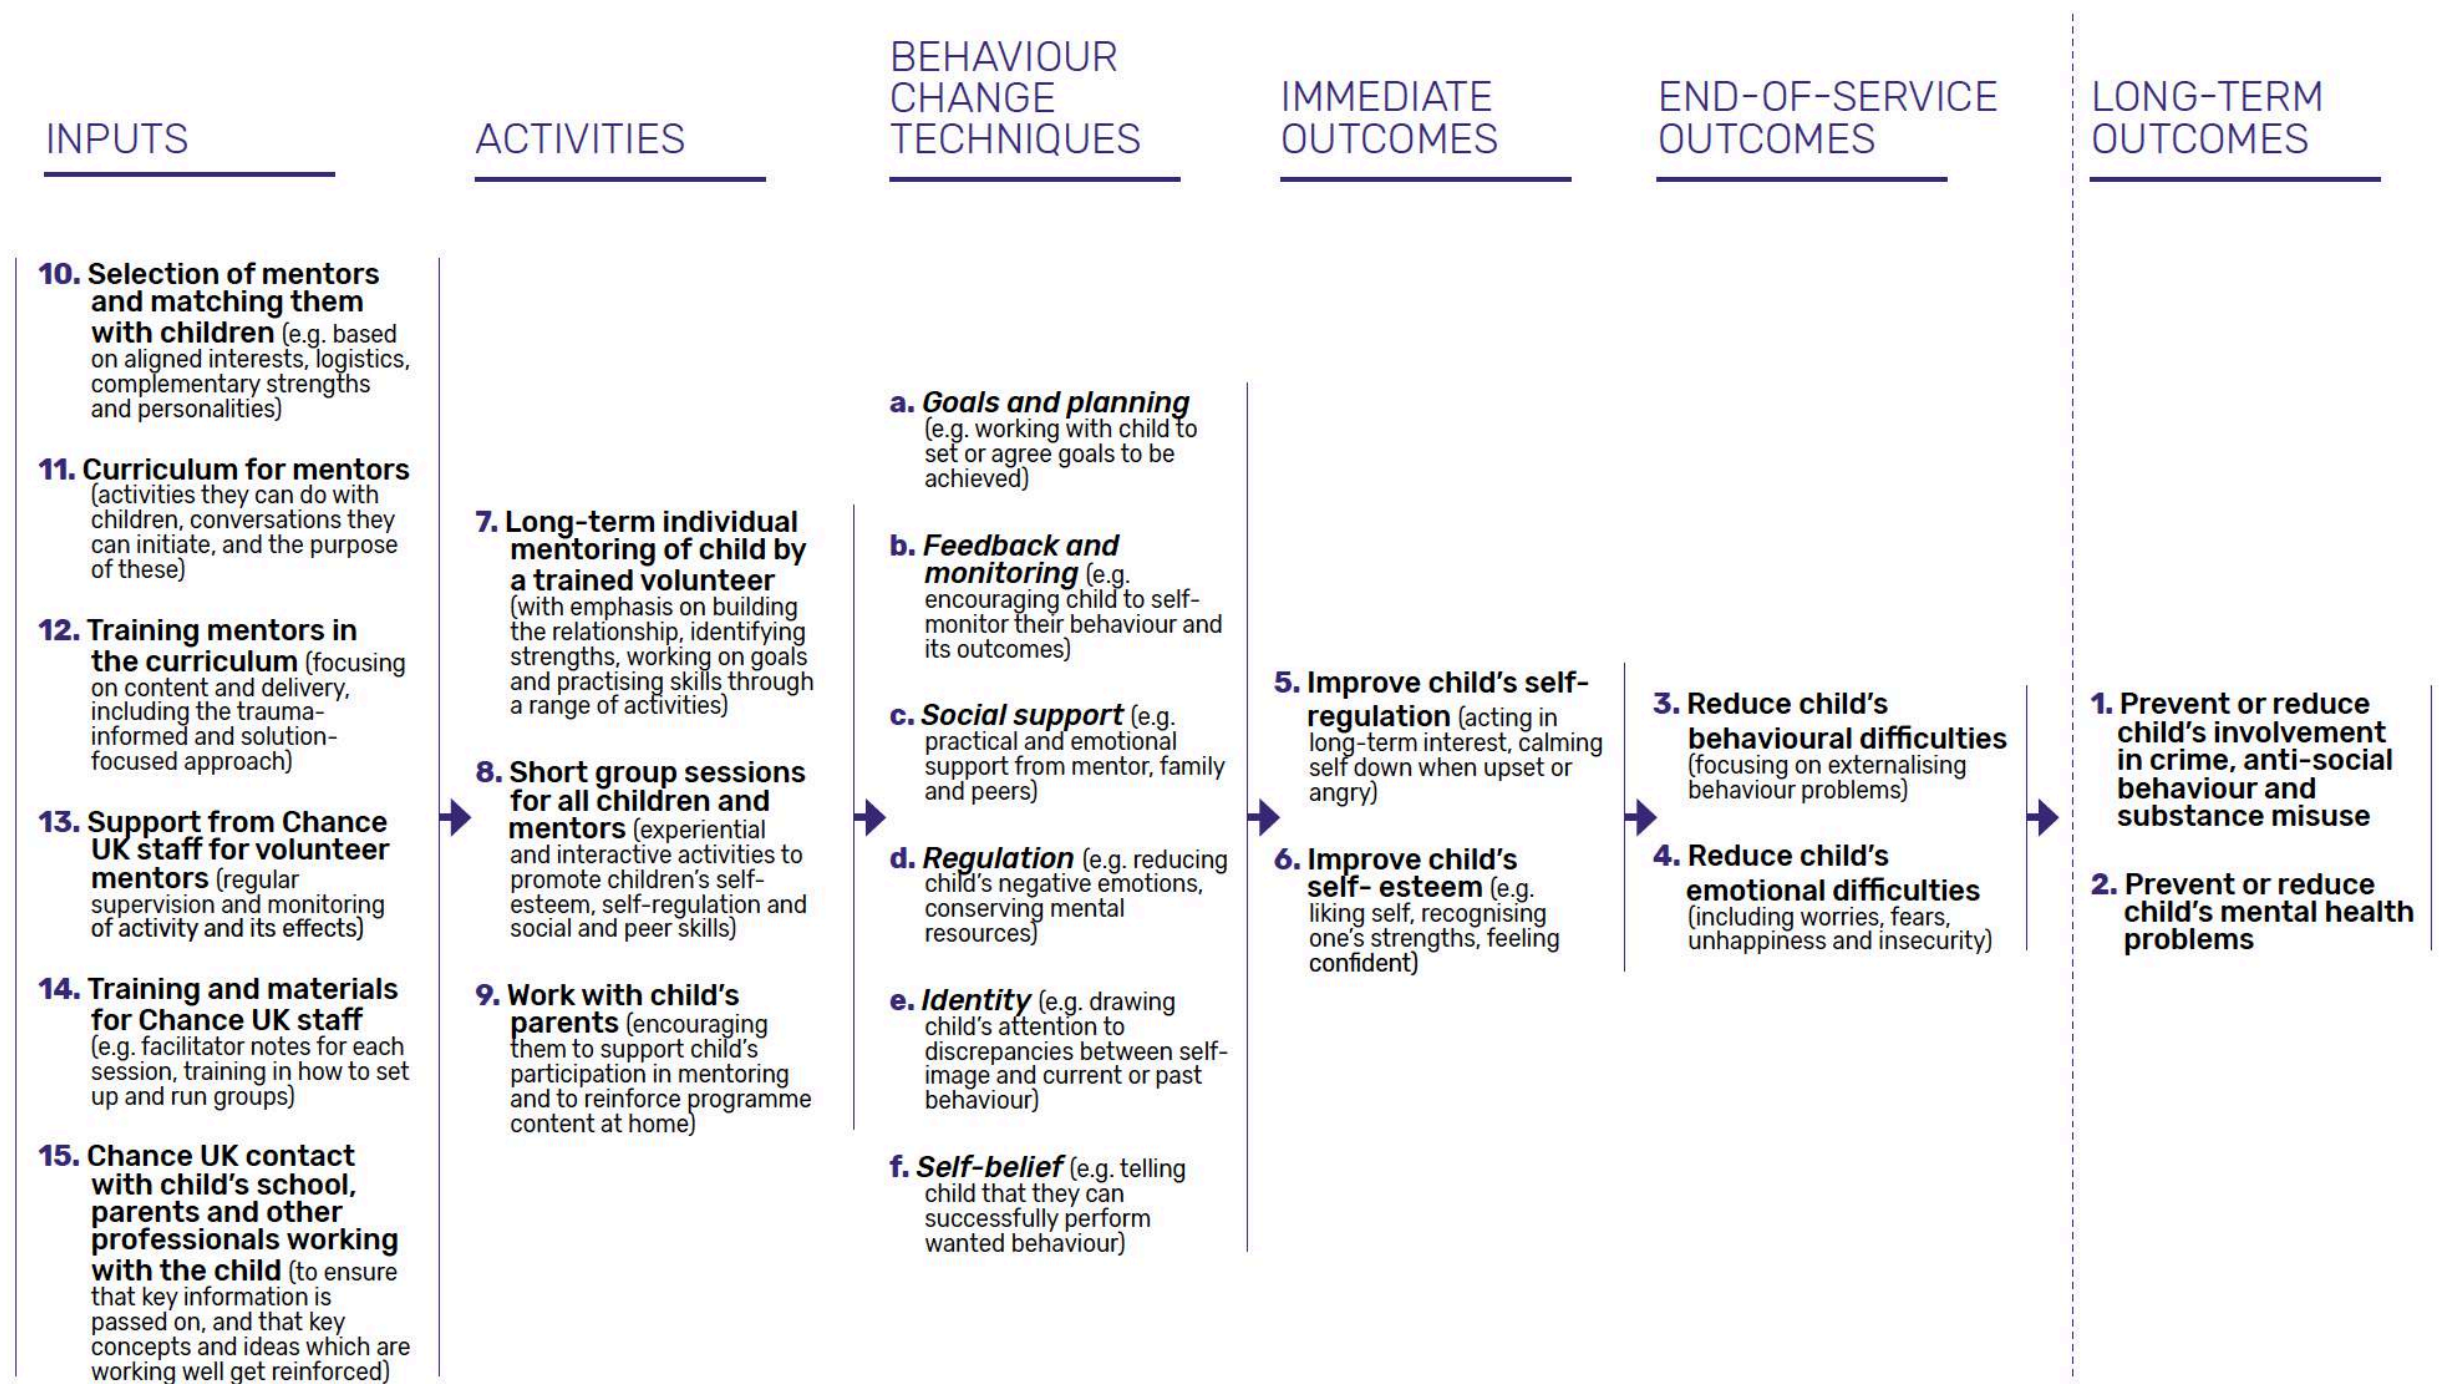 INPUTS
10. Selection of mentors
and matching them
with children (e.g. based
on aligned interests, logistics,
complementary strengths
and personalities)
11. Curriculum for mentors
(activities they can do with
children, conversations they
can initiate, and the purpose
of these)
12. Training mentors in
the curriculum (focusing
on content and delivery,
including the trauma-
informed and solution-
focused approach)
13. Support from Chance
UK staff for volunteer
mentors (regular
supervision and monitoring
of activity and its effects)
14. Training and materials
for Chance UK staff
(e.g. facilitator notes for each
session, training in how to set
up and run groups)
15. Chance UK contact
with child's school,
parents and other
professionals working
with the child (to ensure
that key information is
passed on, and that key
concepts and ideas which are
working well get reinforced)
ACTIVITIES
7. Long-term individual
mentoring of child by
a trained volunteer
(with emphasis on building
the relationship, identifying
strengths, working on goals
and practising skills through
a range of activities)
8. Short group sessions
for all children and
mentors (experiential
and interactive activities to
promote children's self-
esteem, self-regulation and
social and peer skills)
9. Work with child's
parents (encouraging
them to support child's
participation in mentoring
and to reinforce programme
content at home)
BEHAVIOUR
CHANGE
TECHNIQUES
a. Goals and planning
(e.g. working with child to
set or agree goals to be
achieved)
b. Feedback and
monitoring (e.g.
encouraging child to self-
monitor their behaviour and
its outcomes)
c. Social support (e.g.
practical and emotional
support from mentor, family
and peers)
d. Regulation (e.g. reducing
child's negative emotions,
conserving mental
resources)
e. Identity (e.g. drawing
child's attention to
discrepancies between self-
image and current or past
behaviour)
f. Self-belief (e.g. telling
child that they can
successfully perform
wanted behaviour)
IMMEDIATE
OUTCOMES
5. Improve child's self-
regulation (acting in
long-term interest, calming
self down when upset or
angry)
6. Improve child's
self- esteem (e.g.
liking self, recognising
one's strengths, feeling
confident)
END-OF-SERVICE
OUTCOMES
3. Reduce child's
behavioural difficulties
(focusing on externalising
behaviour problems)
4. Reduce child's
emotional difficulties
(including worries, fears,
unhappiness and insecurity)
LONG-TERM
OUTCOMES
1. Prevent or reduce
child's involvement
in crime, anti-social
behaviour and
substance misuse
2. Prevent or reduce
child's mental health
problems